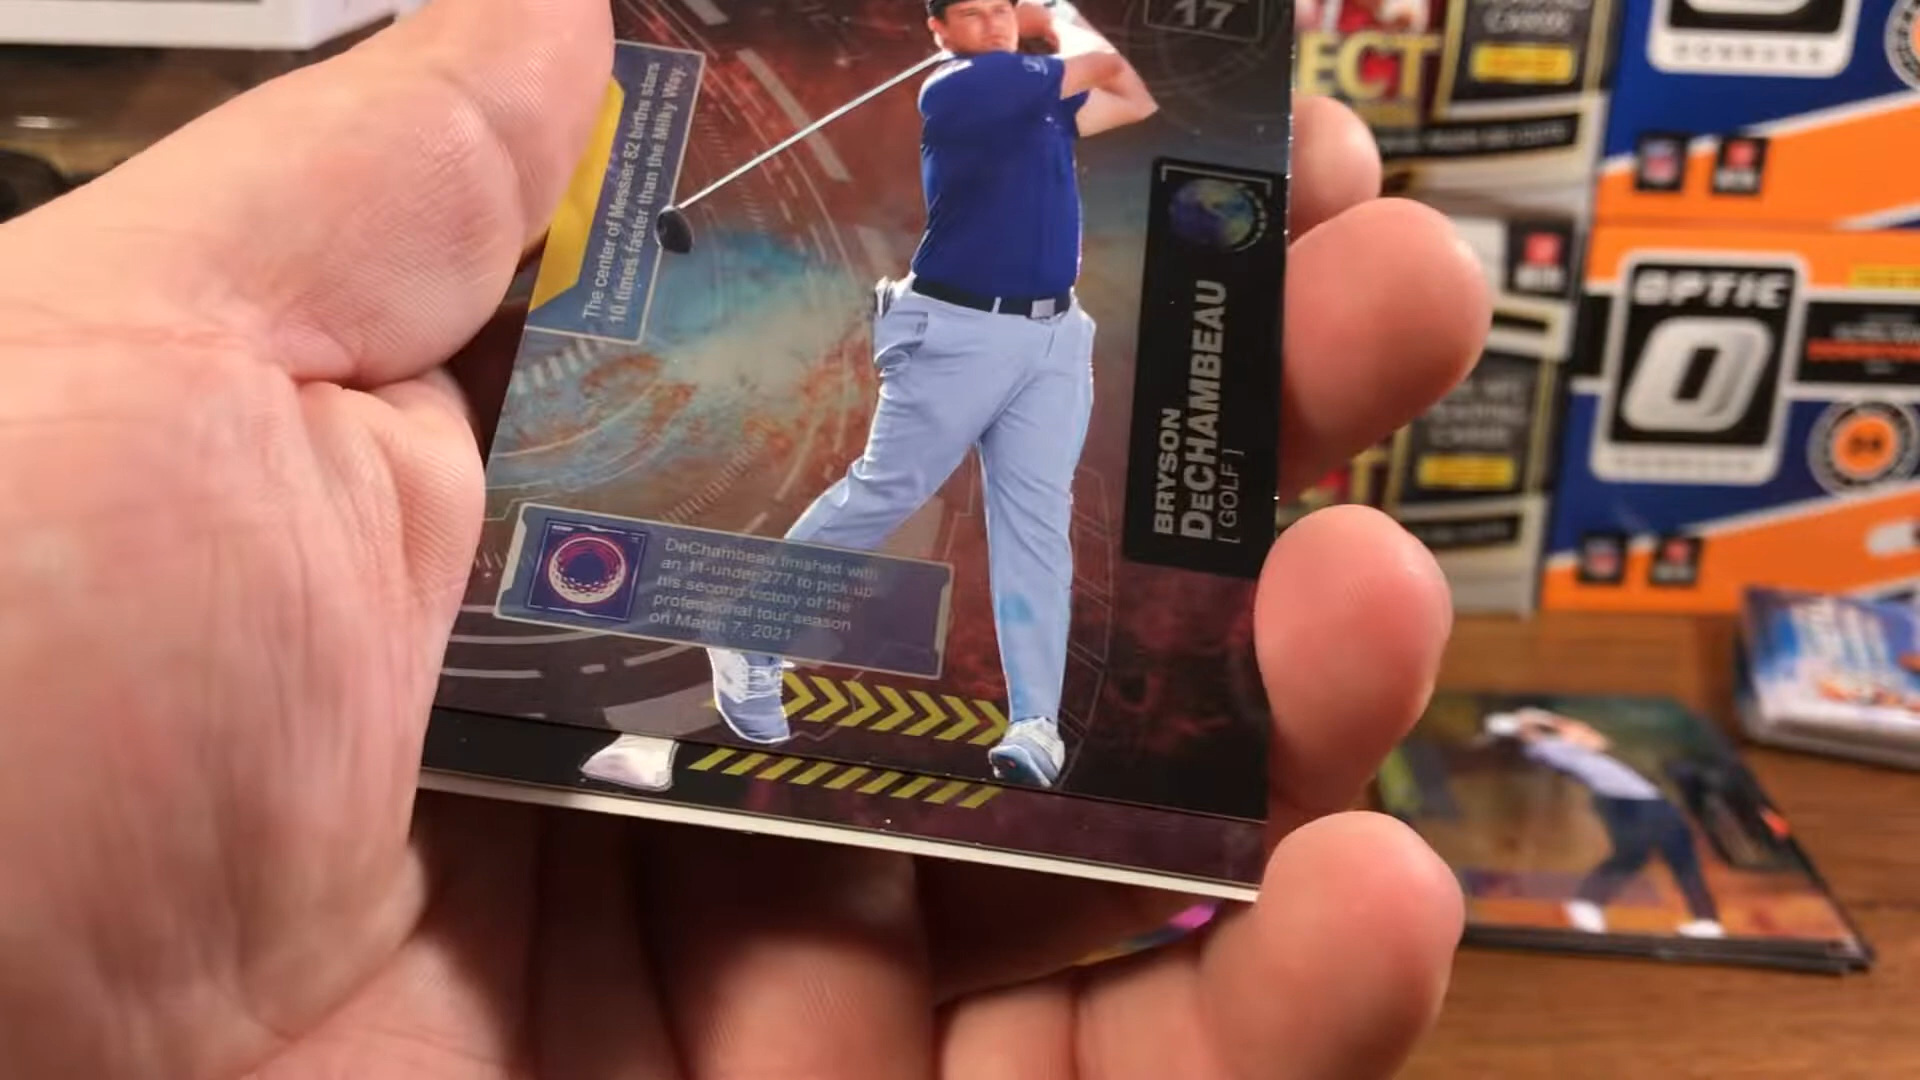 17
The center of Messier 82 births stars
10 times faster than the Milky Way.
BRYSON
DeCHAMBEAU
[ GOLF ]
DeChambeau finished with
an 11-under 277 to pick up
his second victory of the
professional tour season
on March 7, 2021
ECT
DONRUSS
OPTIC
O